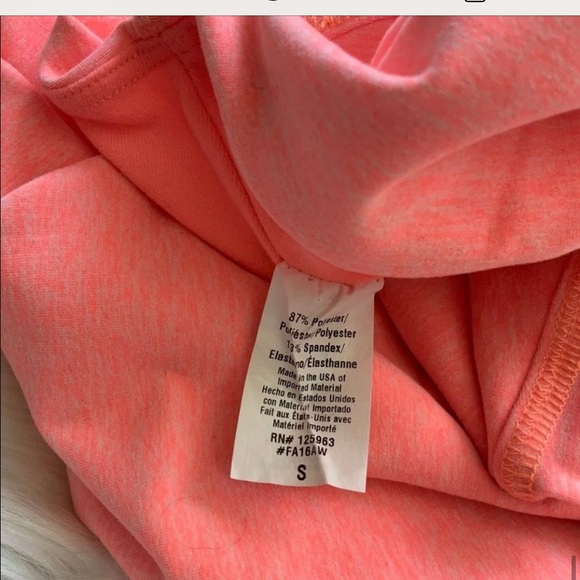 87% Polyester/
Poliéster/Polyester
13% Spandex/
Elastano/Élasthanne
Made in the USA of
Imported Material
Hecho en Estados Unidos
con Material Importado
Fait aux États-Unis avec
Matériel Importé
RN# 125963
#FA16AW
S